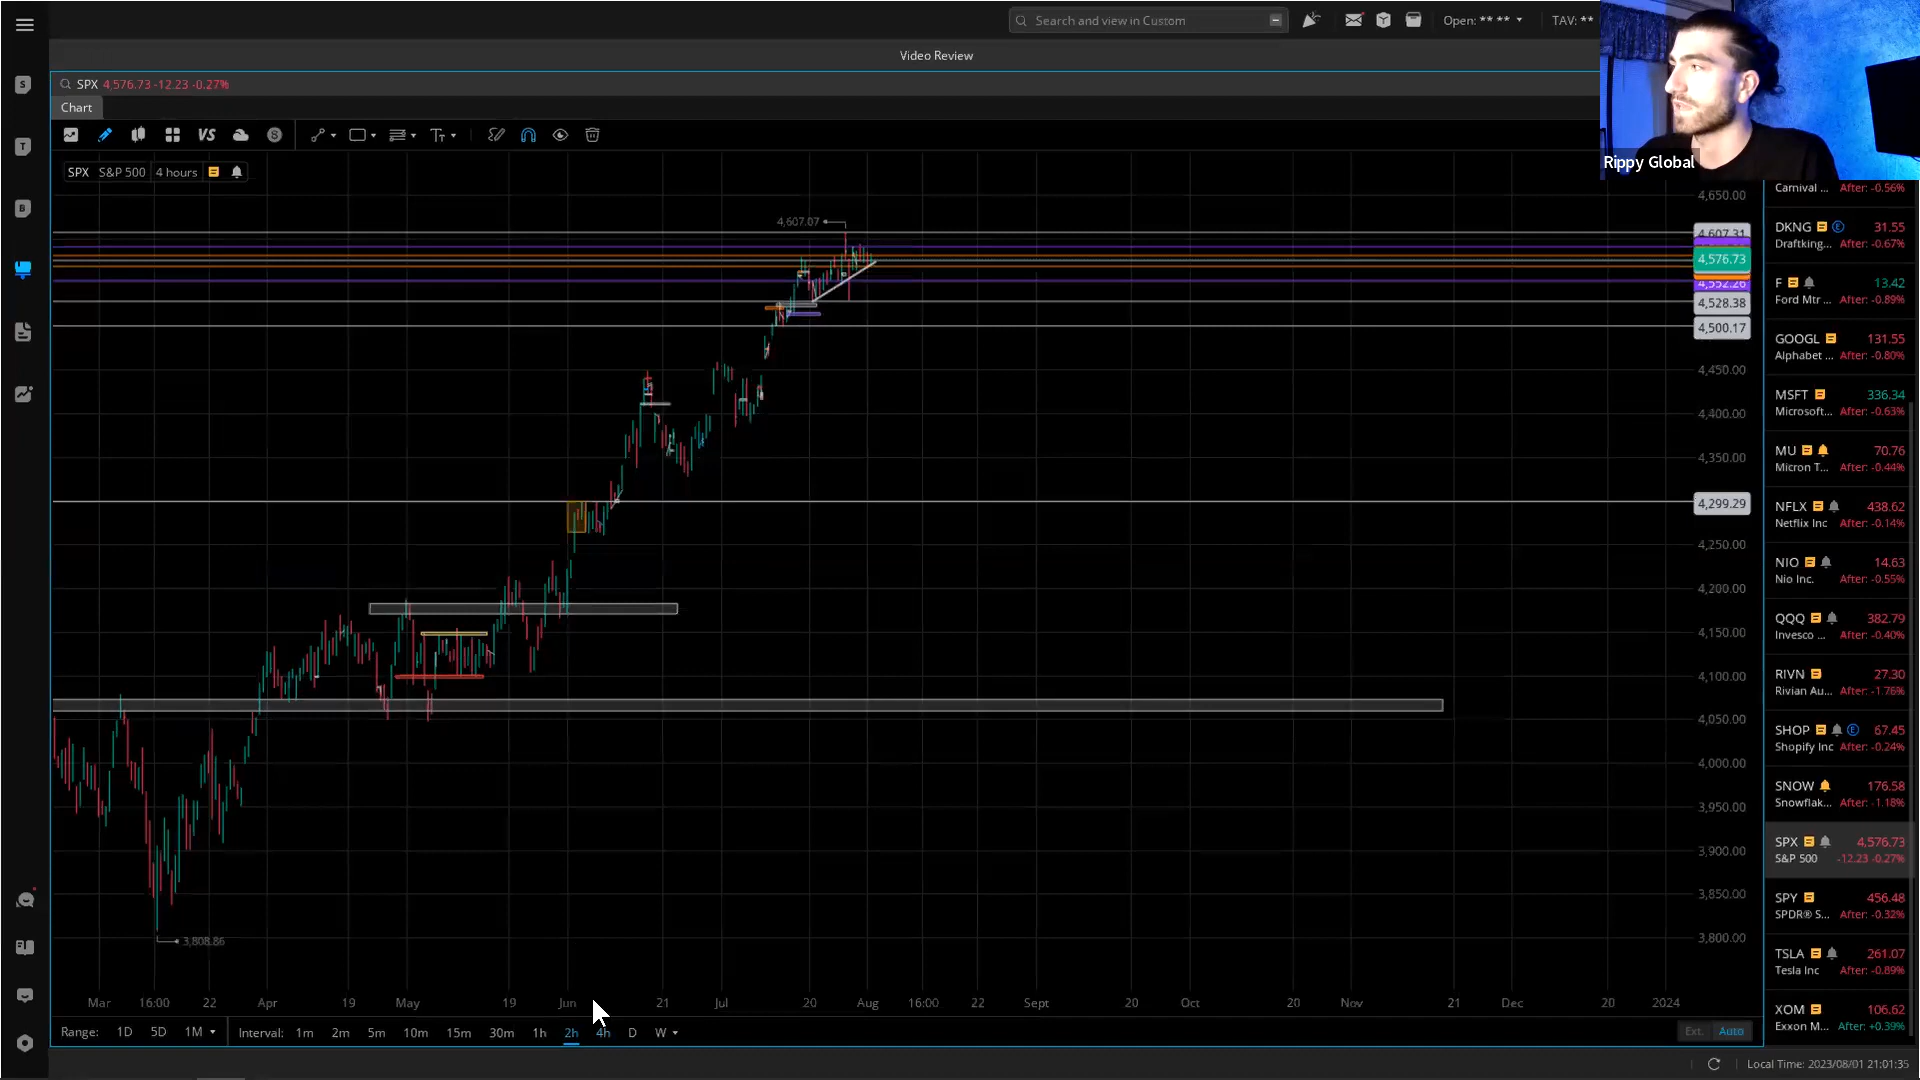 Search and view in Custom
Open: ** **
TAV: **
Video Review
SPX 4,576.73 -12.23 -0.27%
Chart
VS
S
Tт
SPX S&P 500 4 hours
Rippy Global
S
T
B
4,607.07
3,808.86
4,650.00
4,607.31
4,576.73
4,552.26
4,528.38
4,500.17
4,450.00
4,400.00
4,350.00
4,299.29
4,250.00
4,200.00
4,150.00
4,100.00
4,050.00
4,000.00
3,950.00
3,900.00
3,850.00
3,800.00
Carnival ... After: -0.56%
DKNG E 31.55
Draftking... After: -0.67%
F 13.42
Ford Mtr ... After: -0.89%
GOOGL 131.55
Alphabet ... After: -0.80%
MSFT 336.34
Microsoft... After: -0.63%
MU 70.76
Micron T... After: -0.44%
NFLX 438.62
Netflix Inc After: -0.14%
NIO 14.63
Nio Inc. After: -0.55%
QQQ 382.79
Invesco ... After: -0.40%
RIVN 27.30
Rivian Au... After: -1.76%
SHOP E 67.45
Shopify Inc After: -0.24%
SNOW 176.58
Snowflak... After: -1.18%
SPX 4,576.73
S&P 500 -12.23 -0.27%
SPY 456.48
SPDR® S... After: -0.32%
TSLA 261.07
Tesla Inc After: -0.89%
XOM 106.62
Exxon M... After: +0.39%
Mar 16:00 22 Apr 19 May 19 Jun 21 Jul 20 Aug 16:00 22 Sept 20 Oct 20 Nov 21 Dec 20 2024
Range: 1D 5D 1M Interval: 1m 2m 5m 10m 15m 30m 1h 2h 4h D W
Ext. Auto
Local Time: 2023/08/01 21:01:35